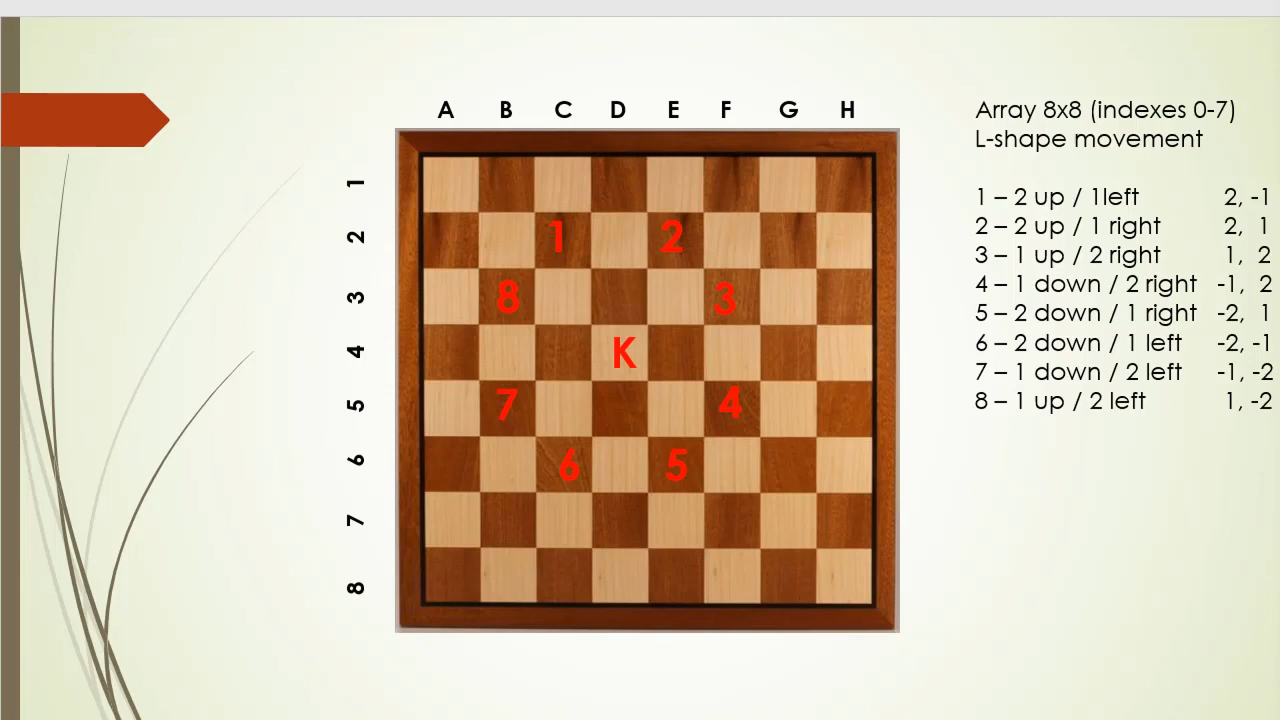 A B C D E F G H
1
2
3
4
5
6
7
8
1 2
8 3
K
7 4
6 5
Array 8x8 (indexes 0-7)
L-shape movement
1 – 2 up / 1left 2, -1
2 – 2 up / 1 right 2, 1
3 – 1 up / 2 right 1, 2
4 – 1 down / 2 right -1, 2
5 – 2 down / 1 right -2, 1
6 – 2 down / 1 left -2, -1
7 – 1 down / 2 left -1, -2
8 – 1 up / 2 left 1, -2